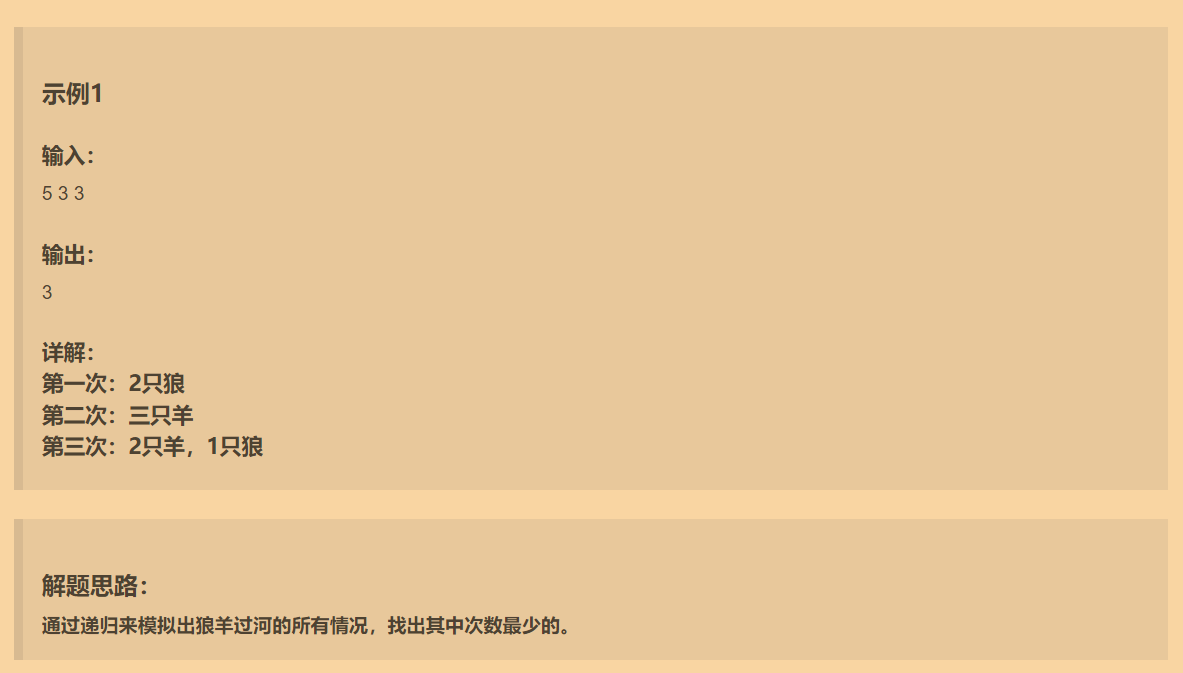 示例1
输入：
5 3 3
输出：
3
详解：
第一次：2只狼
第二次：三只羊
第三次：2只羊，1只狼
解题思路：
通过递归来模拟出狼羊过河的所有情况，找出其中次数最少的。